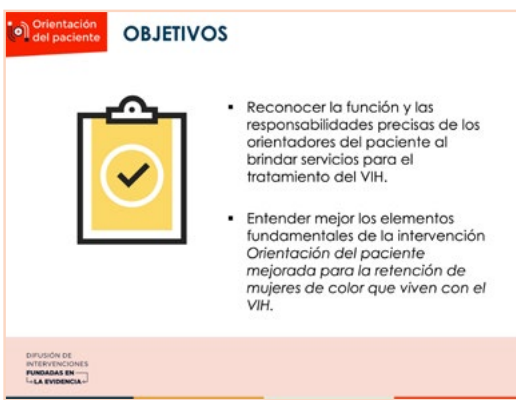 Orientación
del paciente
OBJETIVOS
▪ Reconocer la función y las
responsabilidades precisas de los
orientadores del paciente al
brindar servicios para el
tratamiento del VIH.
▪ Entender mejor los elementos
fundamentales de la intervención
Orientación del paciente
mejorada para la retención de
mujeres de color que viven con el
VIH.
DIFUSIÓN DE
INTERVENCIONES
FUNDADAS EN
LA EVIDENCIA